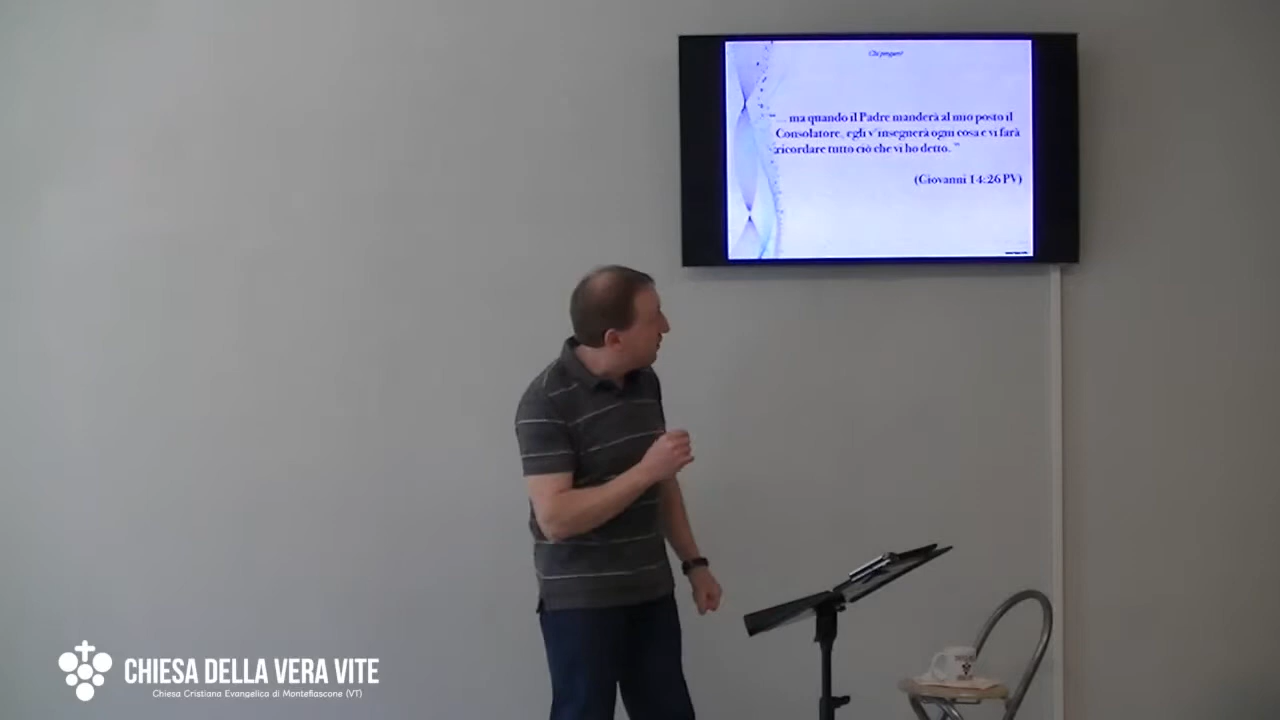 ... ma quando il Padre manderà al mio posto il
Consolatore, egli v'insegnerà ogni cosa e vi farà
ricordare tutto ciò che vi ho detto. "
(Giovanni 14:26 PV)
CHIESA DELLA VERA VITE
Chiesa Cristiana Evangelica di Montefiascone (VT)